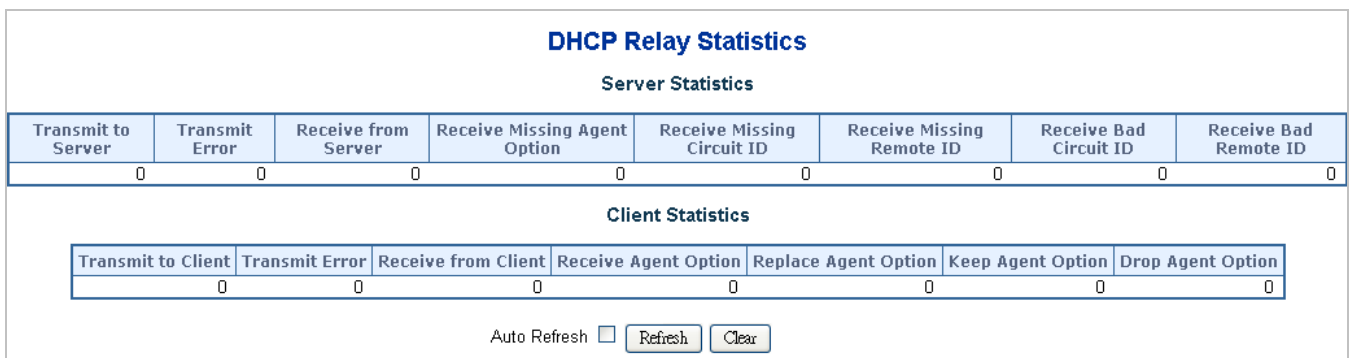 DHCP Relay Statistics
Server Statistics
Transmit to Server Transmit Error Receive from Server Receive Missing Agent Option Receive Missing Circuit ID Receive Missing Remote ID Receive Bad Circuit ID Receive Bad Remote ID
0 0 0 0 0 0 0 0
Client Statistics
Transmit to Client Transmit Error Receive from Client Receive Agent Option Replace Agent Option Keep Agent Option Drop Agent Option
0 0 0 0 0 0 0
Auto Refresh Refresh Clear